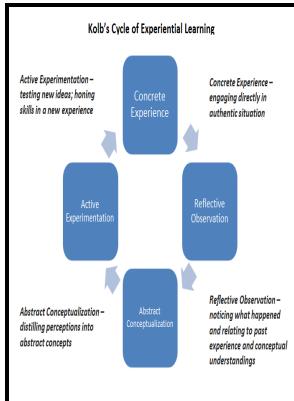 Kolb's Cycle of Experiential Learning
Active Experimentation –
testing new ideas; honing
skills in a new experience
Concrete
Experience
Concrete Experience –
engaging directly in
authentic situation
Active
Experimentation
Reflective
Observation
Abstract Conceptualization –
distilling perceptions into
abstract concepts
Abstract
Conceptualization
Reflective Observation –
noticing what happened
and relating to past
experience and conceptual
understandings